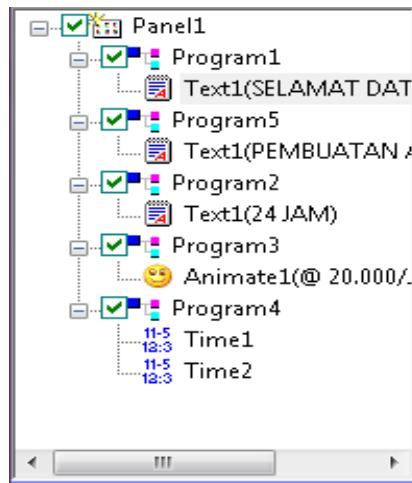 Panel1
Program1
Text1(SELAMAT DAT
Program5
Text1(PEMBUATAN
Program2
Text1(24 JAM)
Program3
Animate1(@ 20.000/
Program4
11-5
12:3
Time1
11-5
12:3
Time2